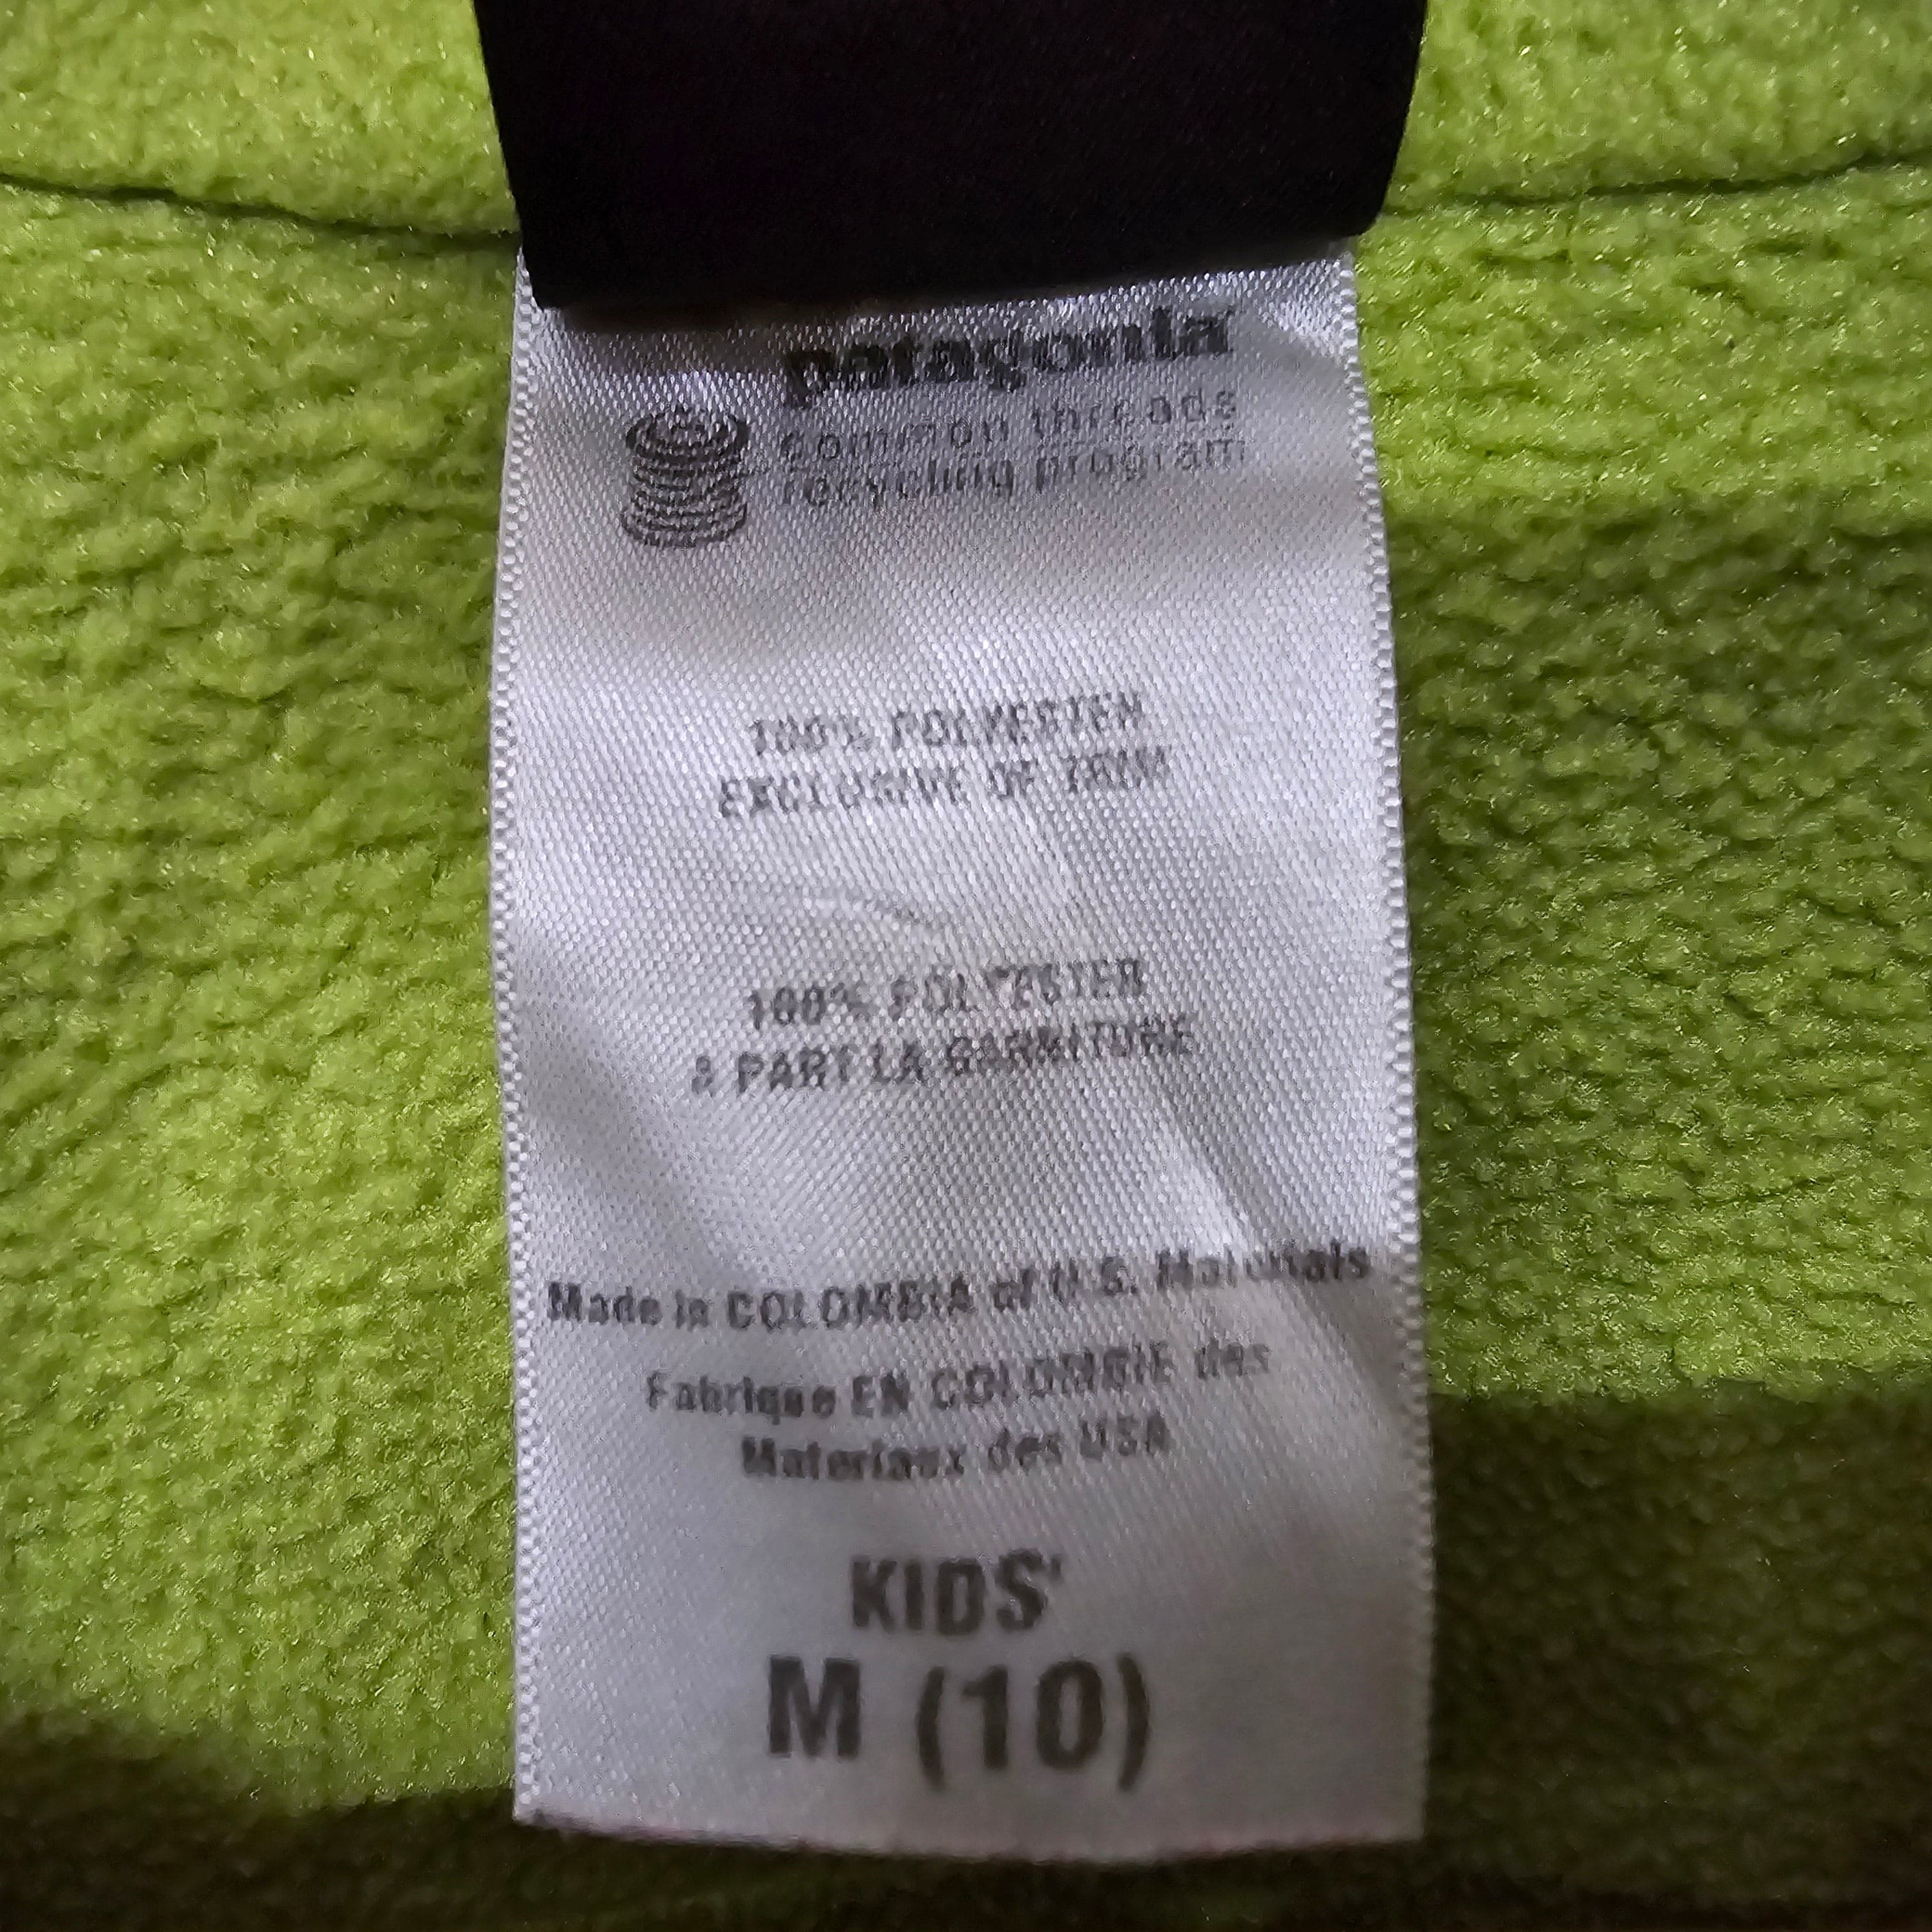 patagonia
common threads
recycling program
100% POLYESTER
EXCLUSIVE OF TRIM
100% POLYESTER
A PART LA GARNITURE
Made in COLOMBIA of U.S. Materials
Fabrique EN COLOMBIE des
Materiaux des USA
KIDS'
M (10)